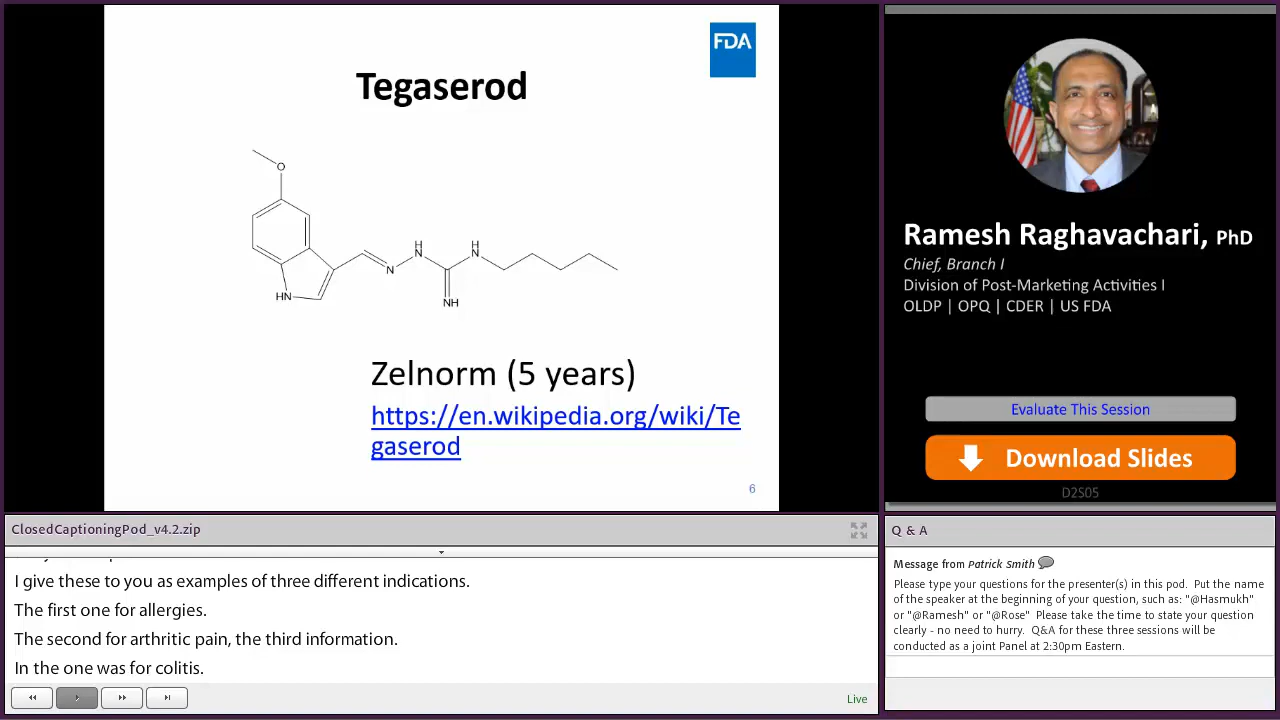 FDA
Tegaserod
O
H
H
N
N
N
HN
NH
Zelnorm (5 years)
https://en.wikipedia.org/wiki/Te
gaserod
6
Ramesh Raghavachari, PhD
Chief, Branch I
Division of Post-Marketing Activities I
OLDP | OPQ | CDER | US FDA
Evaluate This Session
Download Slides
D2S05
ClosedCaptioningPod_v4.2.zip
I give these to you as examples of three different indications.
The first one for allergies.
The second for arthritic pain, the third information.
In the one was for colitis.
Live
Q & A
Message from Patrick Smith
Please type your questions for the presenter(s) in this pod. Put the name
of the speaker at the beginning of your question, such as: "@Hasmukh"
or "@Ramesh" or "@Rose" Please take the time to state your question
clearly - no need to hurry. Q&A for these three sessions will be
conducted as a joint Panel at 2:30pm Eastern.